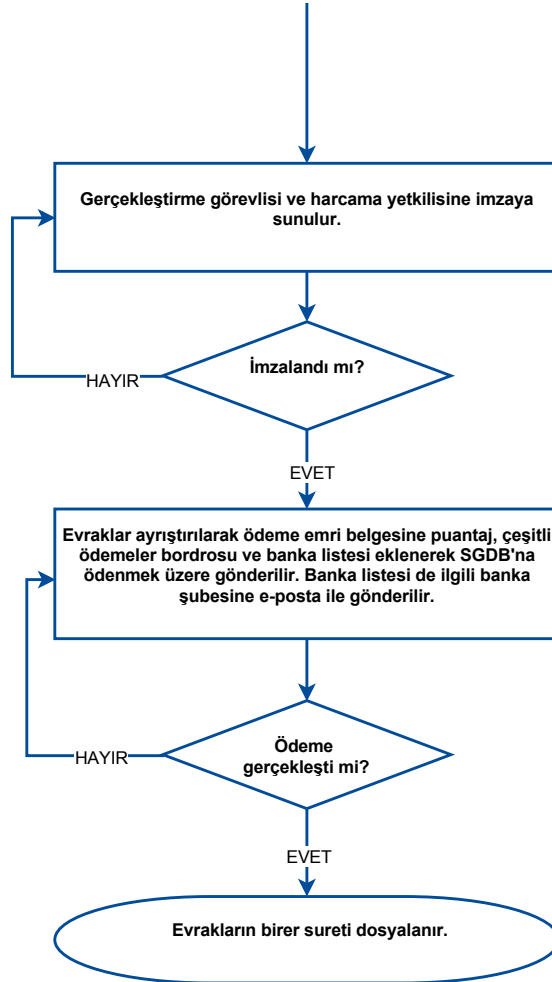 Gerçekleştirme görevlisi ve harcama yetkilisine imzaya
sunulur.
İmzalandı mı?
HAYIR
EVET
Evraklar ayrıştırılarak ödeme emri belgesine puantaj, çeşitli
ödemeler bordrosu ve banka listesi eklenerek SGDB'na
ödenmek üzere gönderilir. Banka listesi de ilgili banka
şubesine e-posta ile gönderilir.
HAYIR
Ödeme
gerçekleşti mi?
EVET
Evrakların birer sureti dosyalanır.